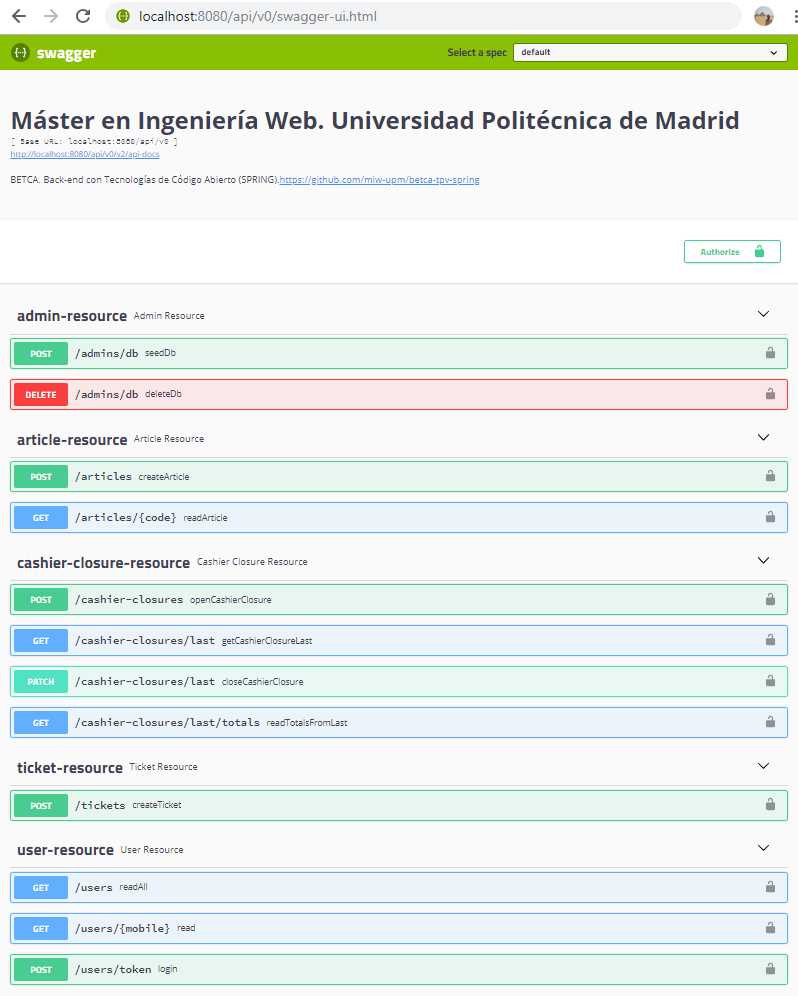 localhost:8080/api/v0/swagger-ui.html
swagger
Select a spec
default
Máster en Ingeniería Web. Universidad Politécnica de Madrid
[ Base URL: localhost:8080/api/v0 ]
http://localhost:8080/api/v0/v2/api-docs
BETCA. Back-end con Tecnologías de Código Abierto (SPRING).https://github.com/miw-upm/betca-tpv-spring
Authorize
admin-resource Admin Resource
POST /admins/db seedDb
DELETE /admins/db deleteDb
article-resource Article Resource
POST /articles createArticle
GET /articles/{code} readArticle
cashier-closure-resource Cashier Closure Resource
POST /cashier-closures openCashierClosure
GET /cashier-closures/last getCashierClosureLast
PATCH /cashier-closures/last closeCashierClosure
GET /cashier-closures/last/totals readTotalsFromLast
ticket-resource Ticket Resource
POST /tickets createTicket
user-resource User Resource
GET /users readAll
GET /users/{mobile} read
POST /users/token login